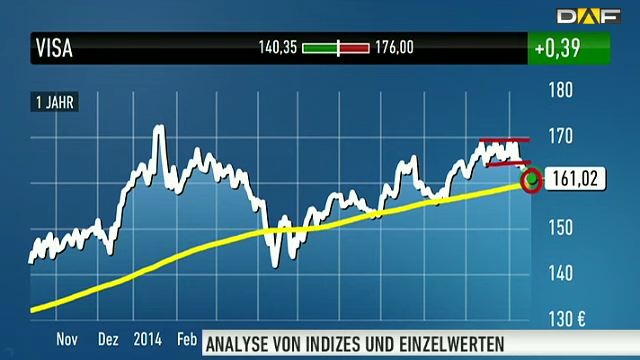 DAF
VISA 140,35 176,00 +0,39
1 JAHR
180
170
161,02
150
140
130 €
Nov Dez 2014 Feb
ANALYSE VON INDIZES UND EINZELWERTEN